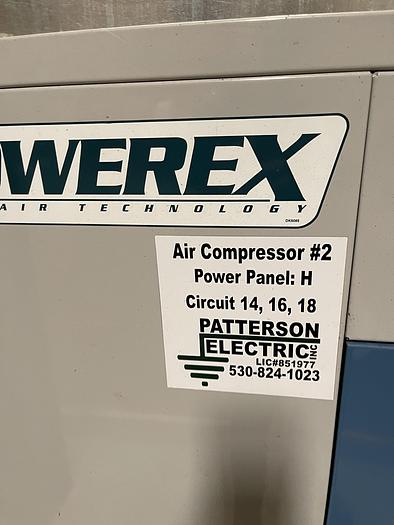 OWEREX
AIR TECHNOLOGY
Air Compressor #2
Power Panel: H
Circuit 14, 16, 18
PATTERSON
ELECTRIC INC
LIC#851977
530-824-1023